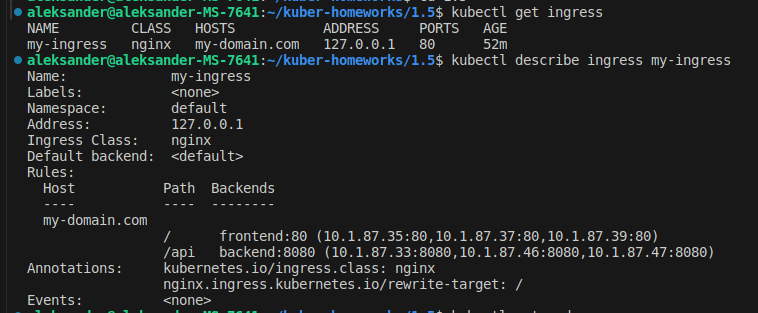 aleksander@aleksander-MS-7641:~/kuber-homeworks/1.5$ kubectl get ingress
NAME         CLASS   HOSTS           ADDRESS     PORTS   AGE
my-ingress   nginx   my-domain.com   127.0.0.1   80      52m
aleksander@aleksander-MS-7641:~/kuber-homeworks/1.5$ kubectl describe ingress my-ingress
Name:             my-ingress
Labels:           <none>
Namespace:        default
Address:          127.0.0.1
Ingress Class:    nginx
Default backend:  <default>
Rules:
  Host           Path  Backends
  ----           ----  --------
  my-domain.com
                 /      frontend:80 (10.1.87.35:80,10.1.87.37:80,10.1.87.39:80)
                 /api   backend:8080 (10.1.87.33:8080,10.1.87.46:8080,10.1.87.47:8080)
Annotations:     kubernetes.io/ingress.class: nginx
                 nginx.ingress.kubernetes.io/rewrite-target: /
Events:          <none>